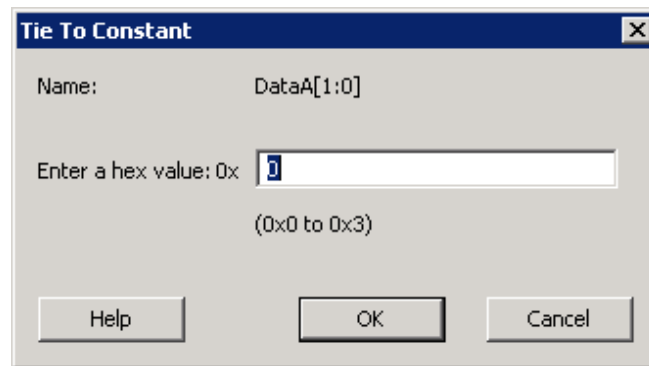 Tie To Constant
Name: DataA[1:0]
Enter a hex value: 0x 0
(0x0 to 0x3)
Help OK Cancel